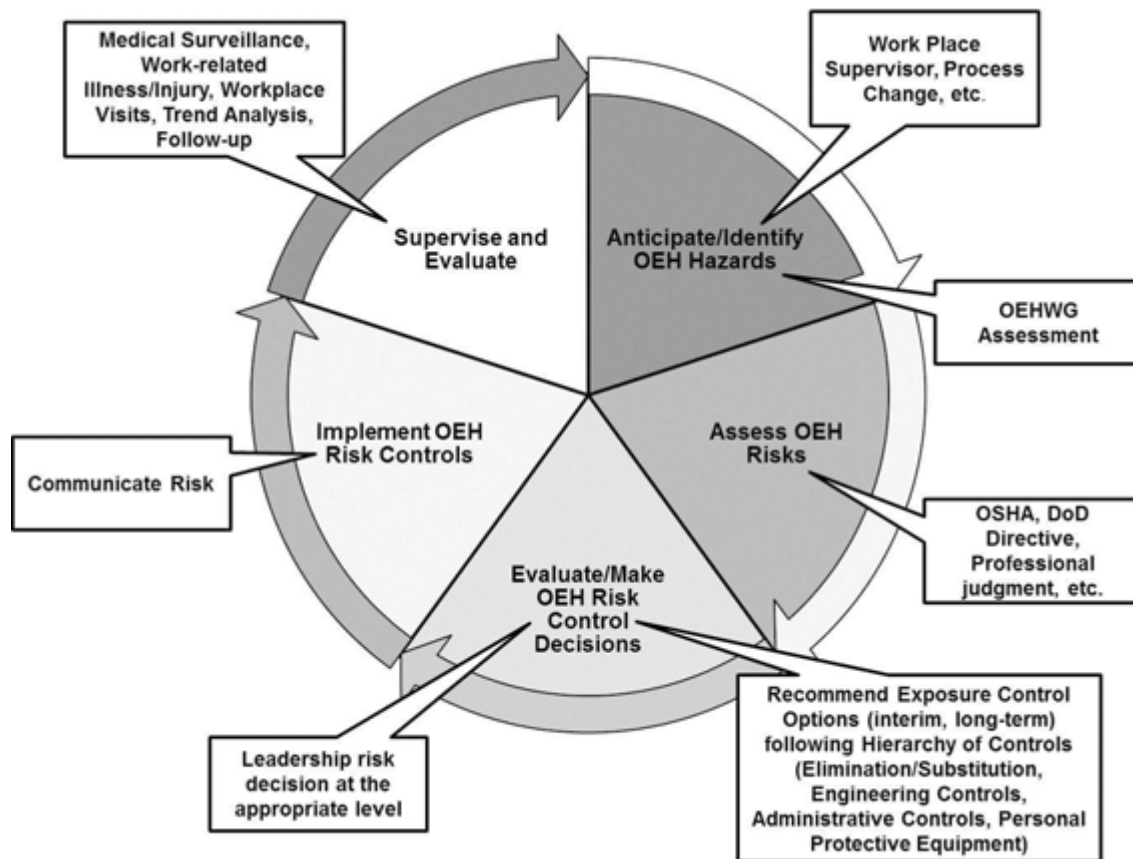 Medical Surveillance,
Work-related
Illness/Injury, Workplace
Visits, Trend Analysis,
Follow-up
Work Place
Supervisor, Process
Change, etc.
Supervise and
Evaluate
Anticipate/Identify
OEH Hazards
OEHWG
Assessment
Implement OEH
Risk Controls
Assess OEH
Risks
Communicate Risk
OSHA, DoD
Directive,
Professional
judgment, etc.
Evaluate/Make
OEH Risk
Control
Decisions
Leadership risk
decision at the
appropriate level
Recommend Exposure Control
Options (interim, long-term)
following Hierarchy of Controls
(Elimination/Substitution,
Engineering Controls,
Administrative Controls, Personal
Protective Equipment)